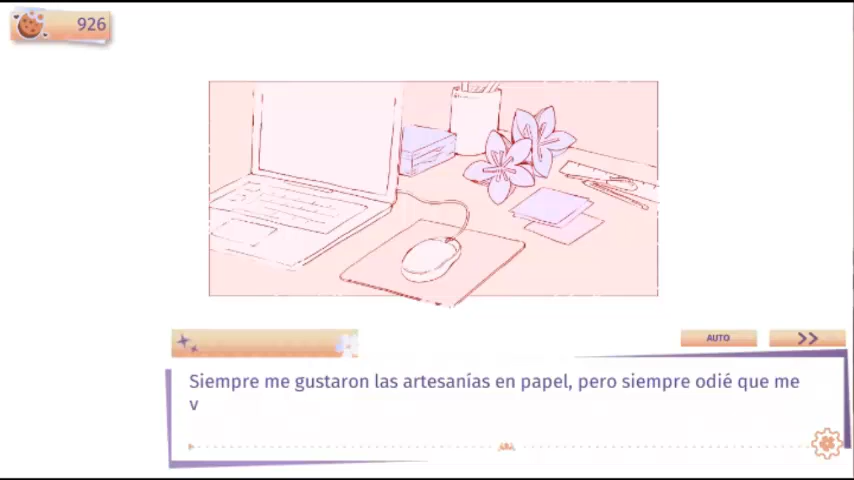 926
AUTO
Siempre me gustaron las artesanías en papel, pero siempre odié que me
v